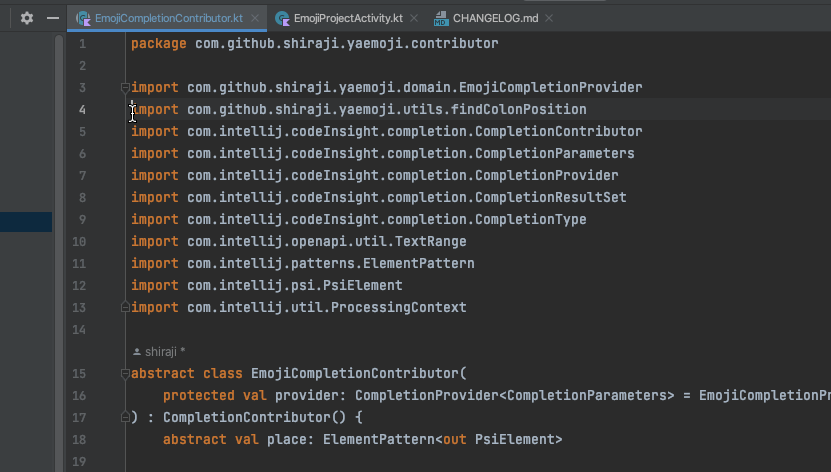 EmojiCompletionContributor.kt EmojiProjectActivity.kt MD CHANGELOG.md
1 package com.github.shiraji.yaemoji.contributor
2
3 import com.github.shiraji.yaemoji.domain.EmojiCompletionProvider
4 import com.github.shiraji.yaemoji.utils.findColonPosition
5 import com.intellij.codeInsight.completion.CompletionContributor
6 import com.intellij.codeInsight.completion.CompletionParameters
7 import com.intellij.codeInsight.completion.CompletionProvider
8 import com.intellij.codeInsight.completion.CompletionResultSet
9 import com.intellij.codeInsight.completion.CompletionType
10 import com.intellij.openapi.util.TextRange
11 import com.intellij.patterns.ElementPattern
12 import com.intellij.psi.PsiElement
13 import com.intellij.util.ProcessingContext
14
shiraji *
15 abstract class EmojiCompletionContributor(
16 protected val provider: CompletionProvider<CompletionParameters> = EmojiCompletionPr
17 ) : CompletionContributor() {
18 abstract val place: ElementPattern<out PsiElement>
19